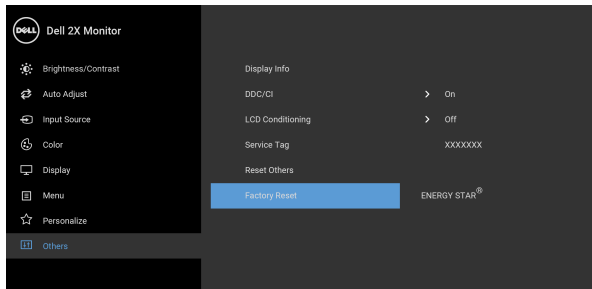 DELL Dell 2X Monitor
Brightness/Contrast Display Info
Auto Adjust DDC/CI > On
Input Source LCD Conditioning > Off
Color Service Tag XXXXXXX
Display Reset Others
Menu Factory Reset ENERGY STAR®
Personalize
Others